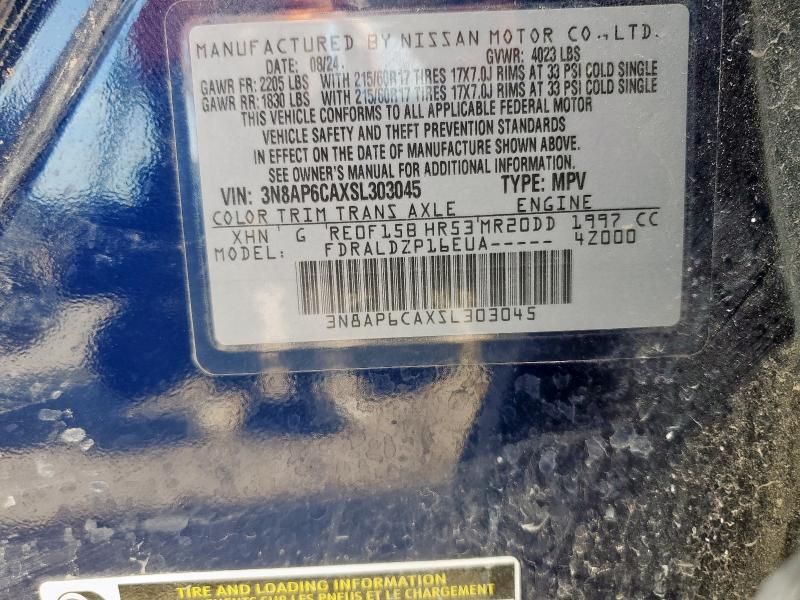 MANUFACTURED BY NISSAN MOTOR CO.,LTD.
DATE: 08/24 GVWR: 4023 LBS
GAWR FR: 2205 LBS WITH 215/60R17 TIRES 17X7.0J RIMS AT 33 PSI COLD SINGLE
GAWR RR: 1830 LBS WITH 215/60R17 TIRES 17X7.0J RIMS AT 33 PSI COLD SINGLE
THIS VEHICLE CONFORMS TO ALL APPLICABLE FEDERAL MOTOR
VEHICLE SAFETY AND THEFT PREVENTION STANDARDS
IN EFFECT ON THE DATE OF MANUFACTURE SHOWN ABOVE.
SEE OWNER'S MANUAL FOR ADDITIONAL INFORMATION.
VIN: 3N8AP6CAXSL303045 TYPE: MPV
COLOR TRIM TRANS AXLE ENGINE
XHN G 'RE0F15B HR53'MR20DD 1997 CC
MODEL: FDRALDZP16EUA----- 4Z000
3N8AP6CAXSL303045
TIRE AND LOADING INFORMATION
SUR LES PNEUS ET LE CHARGEMENT